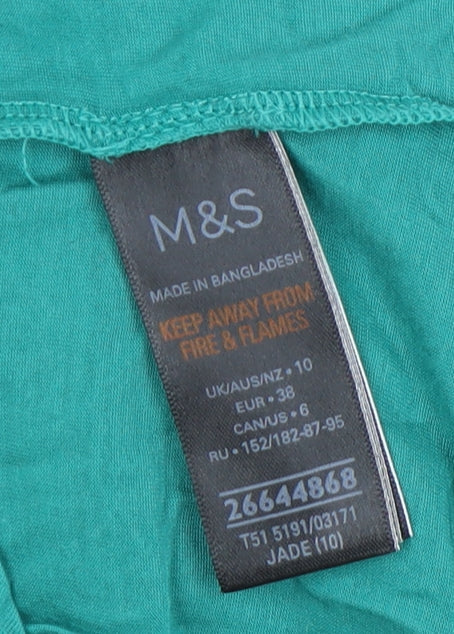 M&S
MADE IN BANGLADESH
KEEP AWAY FROM
FIRE & FLAMES
UK/AUS/NZ • 10
EUR • 38
CAN/US • 6
RU • 152/182-87-95
26644868
T51 5191/03171
JADE (10)